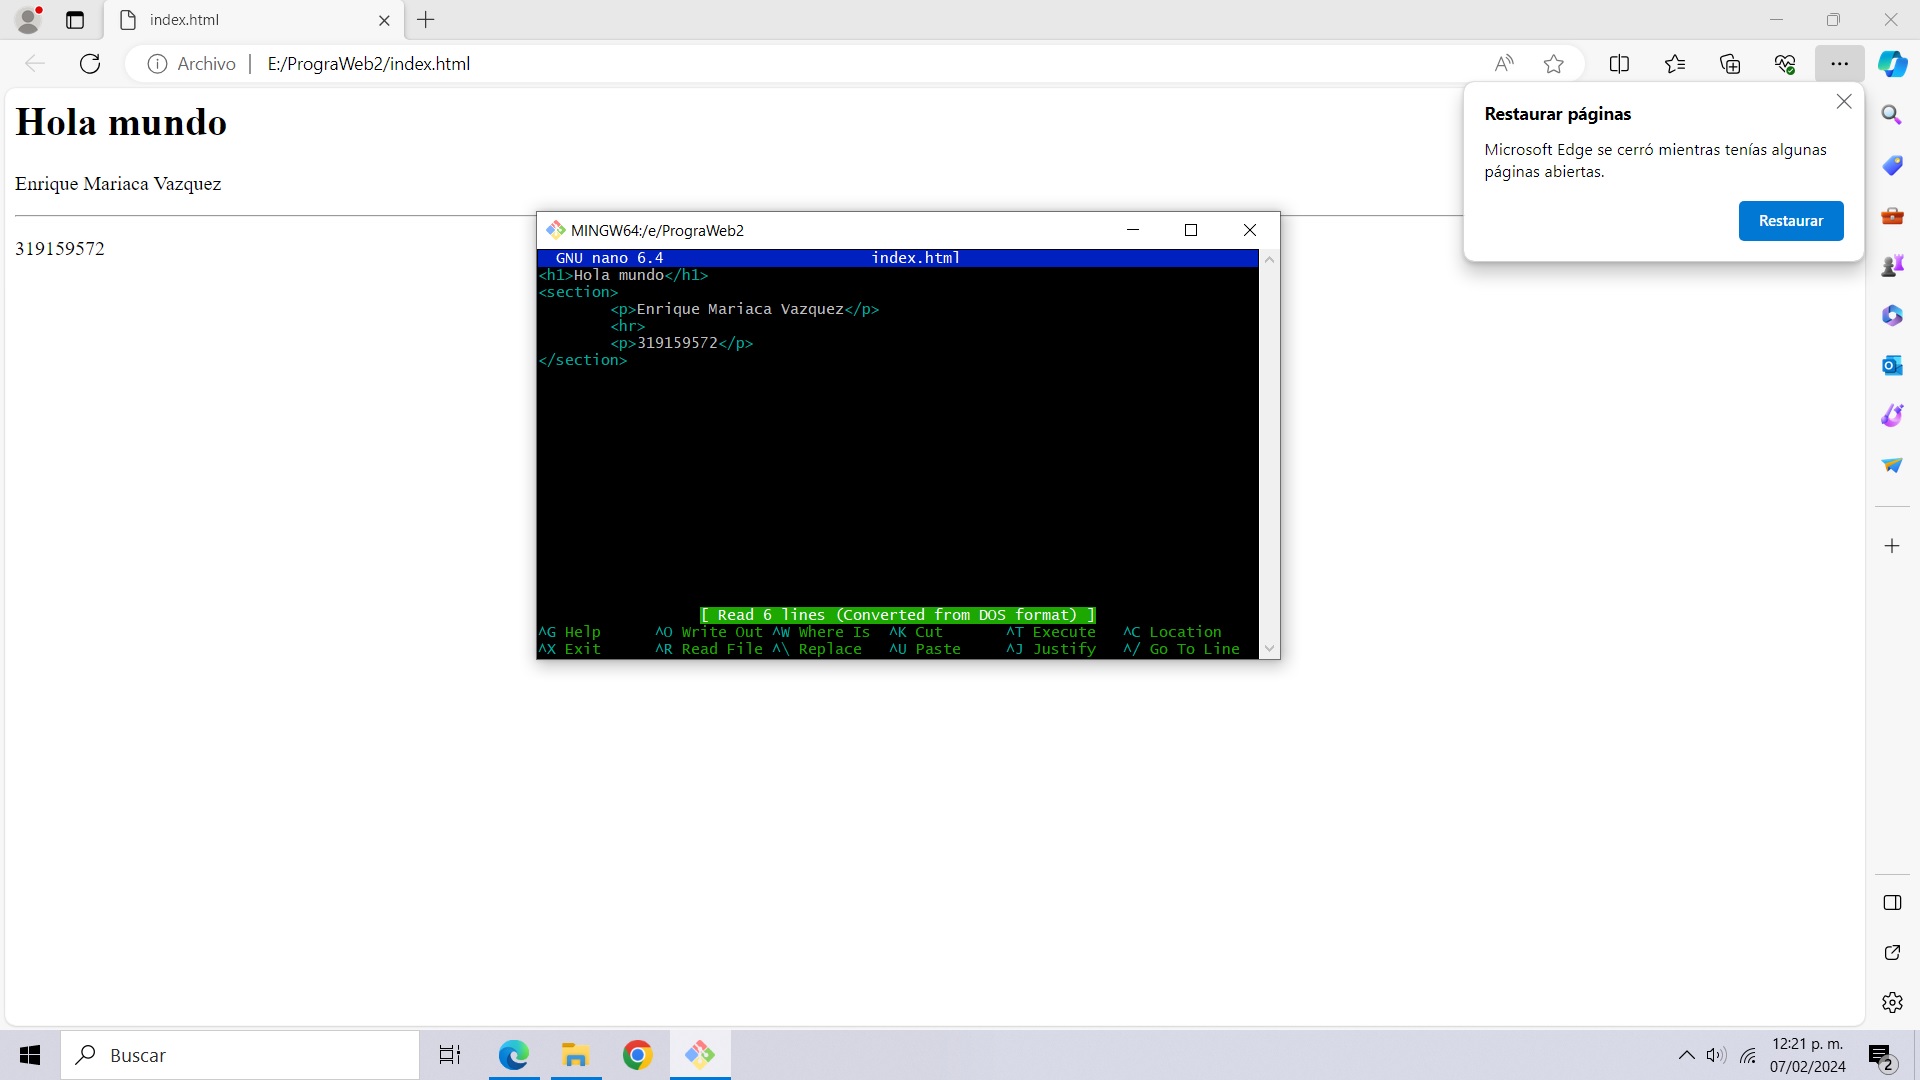 index.html
Archivo
E:/PrograWeb2/index.html
Hola mundo
Enrique Mariaca Vazquez
319159572
Restaurar páginas
Microsoft Edge se cerró mientras tenías algunas
páginas abiertas.
Restaurar
MINGW64:/e/PrograWeb2
GNU nano 6.4 index.html
<h1>Hola mundo</h1>
<section>
<p>Enrique Mariaca Vazquez</p>
<hr>
<p>319159572</p>
</section>
[ Read 6 lines (Converted from DOS format) ]
^G Help ^O Write Out ^W Where Is ^K Cut ^T Execute ^C Location
^X Exit ^R Read File ^\ Replace ^U Paste ^J Justify ^/ Go To Line
Buscar
12:21 p. m.
07/02/2024
2